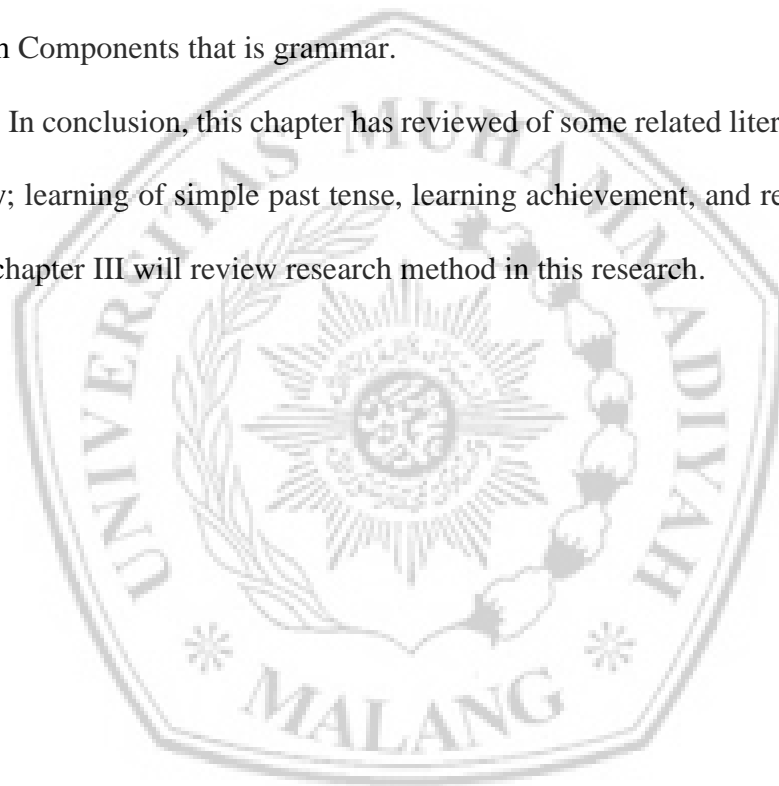 n Components that is grammar.
In conclusion, this chapter has reviewed of some related liter
y; learning of simple past tense, learning achievement, and re
chapter III will review research method in this research.
UNIVERSITAS MUHAMMADIYAH
MALANG